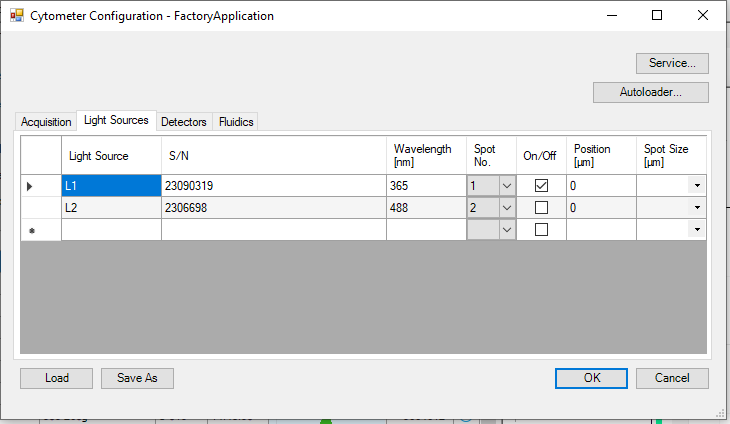 Cytometer Configuration - FactoryApplication
Service...
Autoloader...
Acquisition Light Sources Detectors Fluidics
Light Source S/N Wavelength [nm] Spot No. On/Off Position [µm] Spot Size [µm]
L1 23090319 365 1 0
L2 2306698 488 2 0
Load Save As OK Cancel